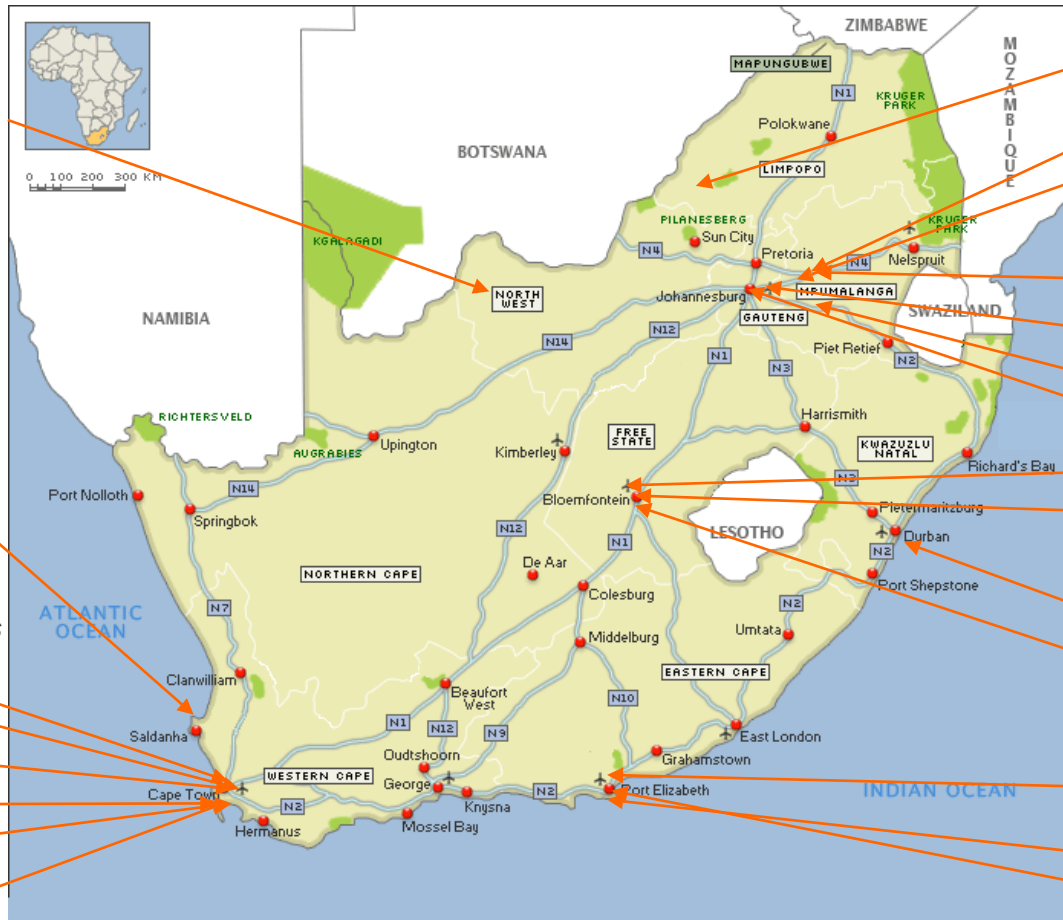 ZIMBABWE
MOZAMBIQUE
MAPUNGUBWE
N1
KRUGER
PARK
Polokwane
BOTSWANA
LIMPOPO
0 100 200 300 KM
PILANESBERG
KRUGER
PARK
KGALAGADI
Sun City
Pretoria
N4
N4
Nelspruit
NORTH
WEST
Johannesburg
MPUMALANGA
SWAZILAND
NAMIBIA
GAUTENG
N12
N14
N1
Piet Retief
N2
N3
RICHTERSVELD
Harrismith
FREE
STATE
Upington
KWAZUZLU
NATAL
AUGRABIES
Kimberley
Richard's Bay
N3
N14
Port Nolloth
Bloemfontein
Springbok
Pietermaritzburg
LESOTHO
Durban
N12
N1
N2
De Aar
NORTHERN CAPE
Port Shepstone
Colesburg
N7
N2
ATLANTIC
OCEAN
Middelburg
Umtata
EASTERN CAPE
Clanwilliam
Beaufort
West
N10
N1
N12
N9
Saldanha
East London
Oudtshoorn
Grahamstown
WESTERN CAPE
George
Cape Town
N2
Knysna
N2
Port Elizabeth
INDIAN OCEAN
Mossel Bay
Hermanus